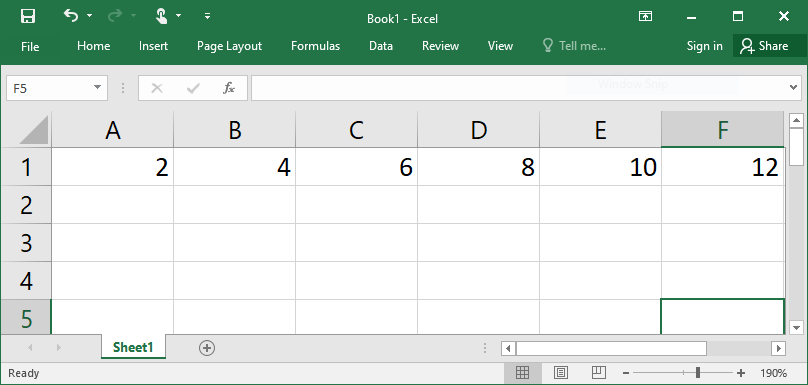 Book1 - Excel
File Home Insert Page Layout Formulas Data Review View Tell me... Sign in Share
F5 fx
A B C D E F
1 2 4 6 8 10 12
2
3
4
5
Sheet1
Ready 190%